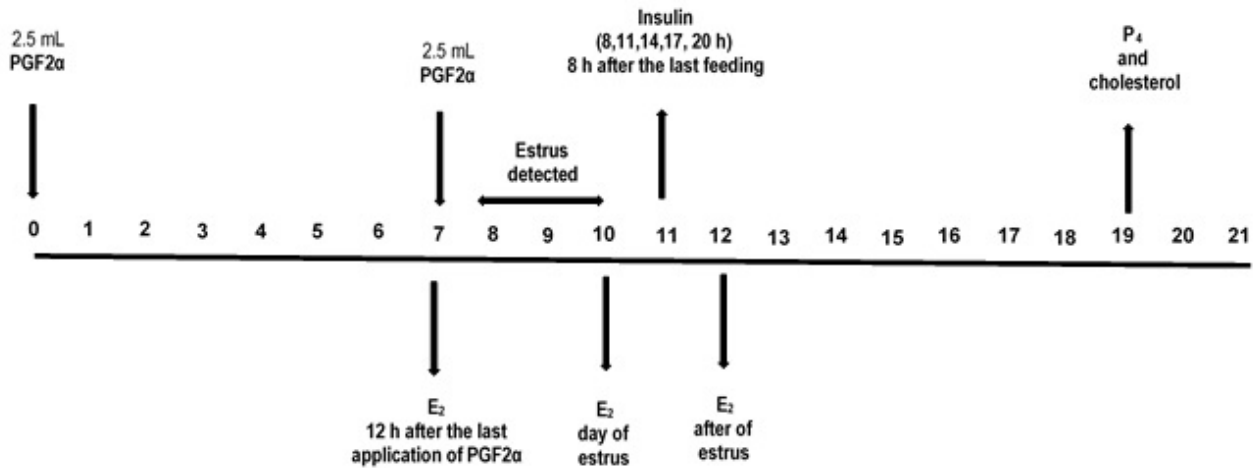 2.5 mL
PGF2α
2.5 mL
PGF2α
Insulin
(8,11,14,17, 20 h)
8 h after the last feeding
P₄
and
cholesterol
Estrus
detected
0 1 2 3 4 5 6 7 8 9 10 11 12 13 14 15 16 17 18 19 20 21
E₂
12 h after the last
application of PGF2α
E₂
day of
estrus
E₂
after of
estrus